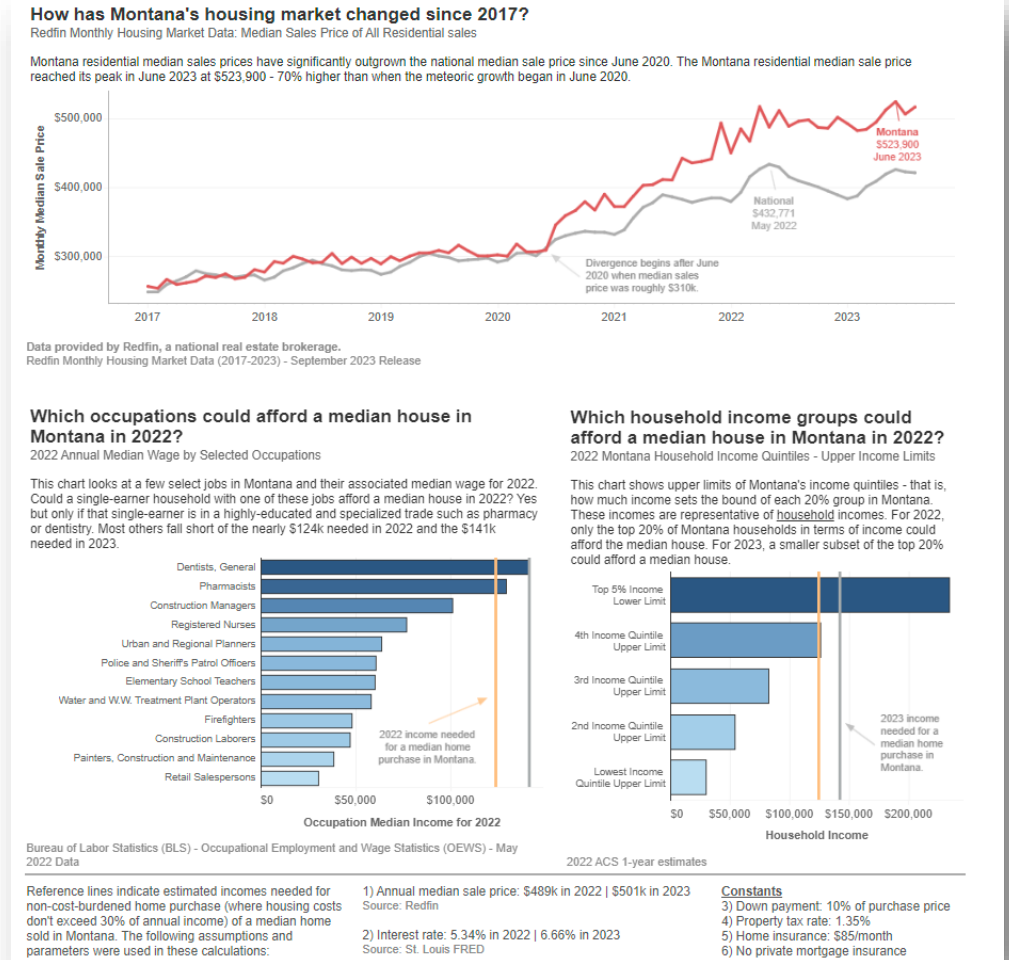 How has Montana's housing market changed since 2017?
Redfin Monthly Housing Market Data: Median Sales Price of All Residential sales
Montana residential median sales prices have significantly outgrown the national median sale price since June 2020. The Montana residential median sale price
reached its peak in June 2023 at $523,900 - 70% higher than when the meteoric growth began in June 2020.
Monthly Median Sale Price
$500,000
$400,000
$300,000
Montana
$523,900
June 2023
National
$432,771
May 2022
Divergence begins after June
2020 when median sales
price was roughly $310k.
2017
2018
2019
2020
2021
2022
2023
Data provided by Redfin, a national real estate brokerage.
Redfin Monthly Housing Market Data (2017-2023) - September 2023 Release
Which occupations could afford a median house in
Montana in 2022?
2022 Annual Median Wage by Selected Occupations
This chart looks at a few select jobs in Montana and their associated median wage for 2022.
Could a single-earner household with one of these jobs afford a median house in 2022? Yes
but only if that single-earner is in a highly-educated and specialized trade such as pharmacy
or dentistry. Most others fall short of the nearly $124k needed in 2022 and the $141k
needed in 2023.
Dentists, General
Pharmacists
Construction Managers
Registered Nurses
Urban and Regional Planners
Police and Sheriff's Patrol Officers
Elementary School Teachers
Water and W.W. Treatment Plant Operators
Firefighters
Construction Laborers
Painters, Construction and Maintenance
Retail Salespersons
2022 income needed
for a median home
purchase in Montana.
$0
$50,000
$100,000
Occupation Median Income for 2022
Bureau of Labor Statistics (BLS) - Occupational Employment and Wage Statistics (OEWS) - May
2022 Data
Which household income groups could
afford a median house in Montana in 2022?
2022 Montana Household Income Quintiles - Upper Income Limits
This chart shows upper limits of Montana's income quintiles - that is,
how much income sets the bound of each 20% group in Montana.
These incomes are representative of household incomes. For 2022,
only the top 20% of Montana households in terms of income could
afford the median house. For 2023, a smaller subset of the top 20%
could afford a median house.
Top 5% Income
Lower Limit
4th Income Quintile
Upper Limit
3rd Income Quintile
Upper Limit
2nd Income Quintile
Upper Limit
Lowest Income
Quintile Upper Limit
2023 income
needed for a
median home
purchase in
Montana.
$0
$50,000
$100,000
$150,000
$200,000
Household Income
2022 ACS 1-year estimates
Reference lines indicate estimated incomes needed for
non-cost-burdened home purchase (where housing costs
don't exceed 30% of annual income) of a median home
sold in Montana. The following assumptions and
parameters were used in these calculations:
1) Annual median sale price: $489k in 2022 | $501k in 2023
Source: Redfin
2) Interest rate: 5.34% in 2022 | 6.66% in 2023
Source: St. Louis FRED
Constants
3) Down payment: 10% of purchase price
4) Property tax rate: 1.35%
5) Home insurance: $85/month
6) No private mortgage insurance